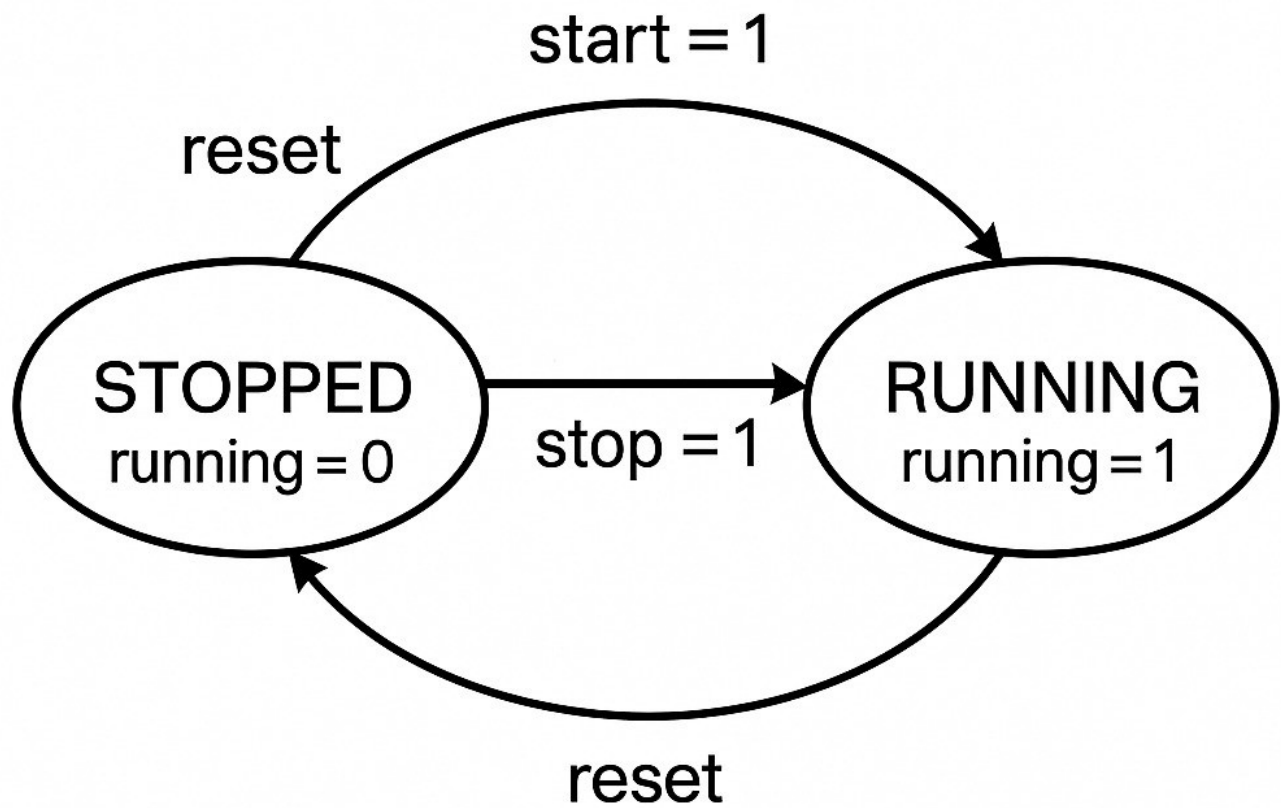 start = 1
reset
STOPPED
running = 0
stop = 1
RUNNING
running = 1
reset